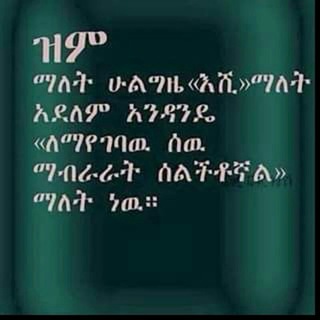 ዝም
ማለት ሁልግዜ«እሺ»ማለት
አደለም አንዳንዴ
«ለማየገባዉ ሰዉ
ማብራራት ሰልችቶኛል»
ማለት ነዉ።